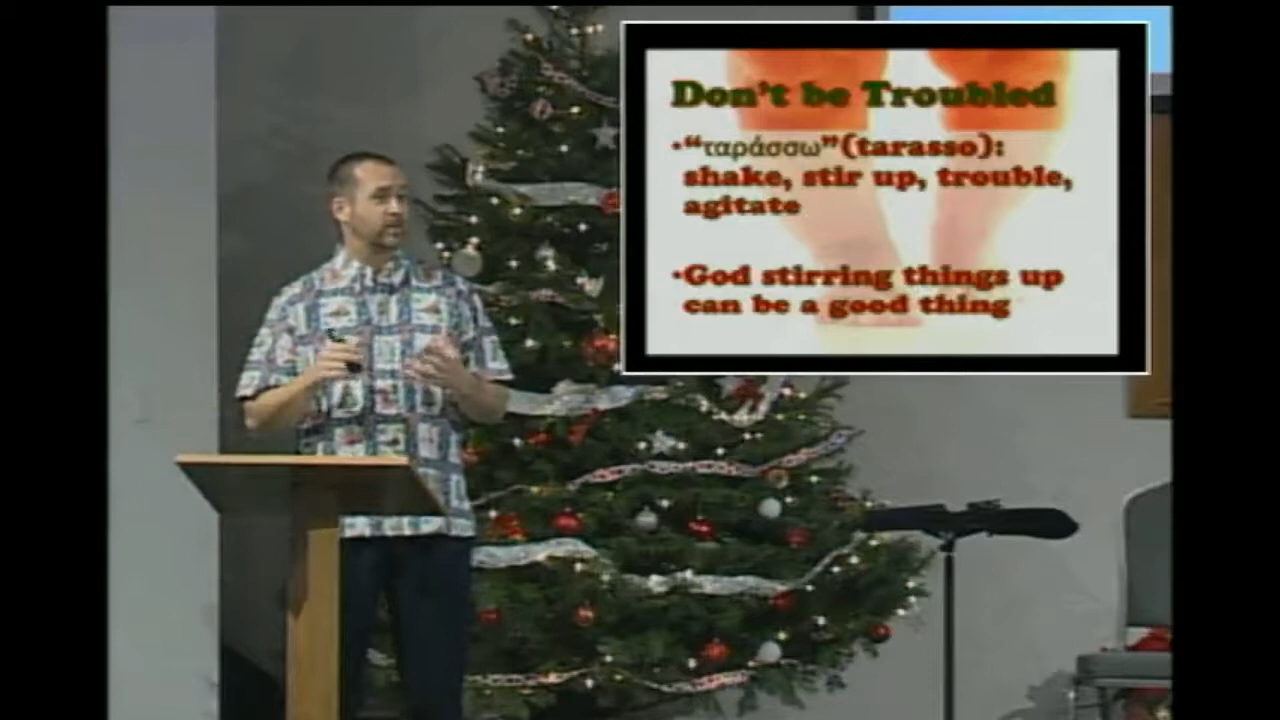 Don't be Troubled
•"ταράσσω"(tarasso):
shake, stir up, trouble,
agitate
•God stirring things up
can be a good thing